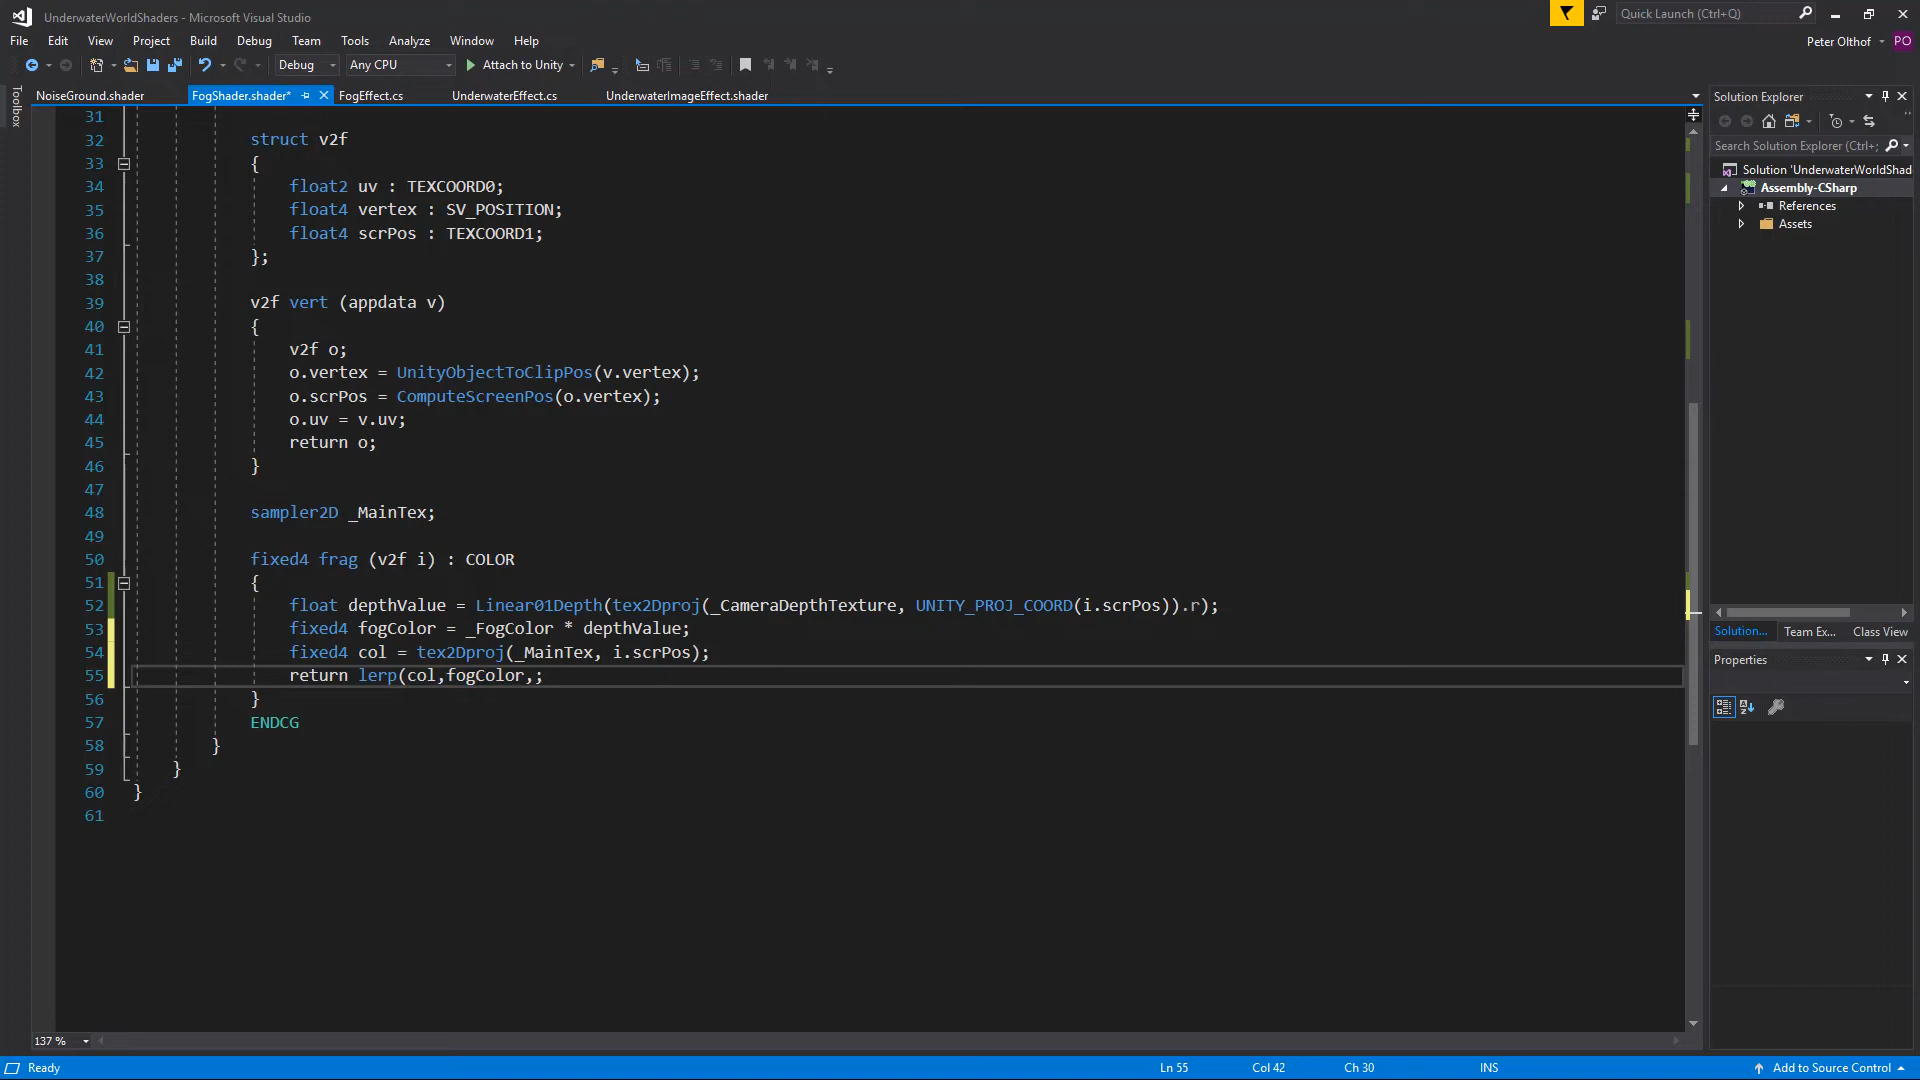 UnderwaterWorldShaders - Microsoft Visual Studio
Quick Launch (Ctrl+Q)
File Edit View Project Build Debug Team Tools Analyze Window Help
Peter Olthof PO
Debug Any CPU Attach to Unity
Toolbox
NoiseGround.shader FogShader.shader* FogEffect.cs UnderwaterEffect.cs UnderwaterImageEffect.shader
31
32 struct v2f
33 {
34 float2 uv : TEXCOORD0;
35 float4 vertex : SV_POSITION;
36 float4 scrPos : TEXCOORD1;
37 };
38
39 v2f vert (appdata v)
40 {
41 v2f o;
42 o.vertex = UnityObjectToClipPos(v.vertex);
43 o.scrPos = ComputeScreenPos(o.vertex);
44 o.uv = v.uv;
45 return o;
46 }
47
48 sampler2D _MainTex;
49
50 fixed4 frag (v2f i) : COLOR
51 {
52 float depthValue = Linear01Depth(tex2Dproj(_CameraDepthTexture, UNITY_PROJ_COORD(i.scrPos)).r);
53 fixed4 fogColor = _FogColor * depthValue;
54 fixed4 col = tex2Dproj(_MainTex, i.scrPos);
55 return lerp(col,fogColor,;
56 }
57 ENDCG
58 }
59 }
60 }
61
137 %
Solution Explorer
Search Solution Explorer (Ctrl+;
Solution 'UnderwaterWorldShad
Assembly-CSharp
References
Assets
Solution... Team Ex... Class View
Properties
Ready Ln 55 Col 42 Ch 30 INS Add to Source Control